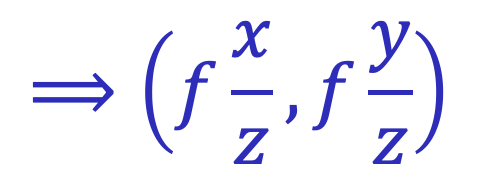 ⟹ (f x/z, f y/z)